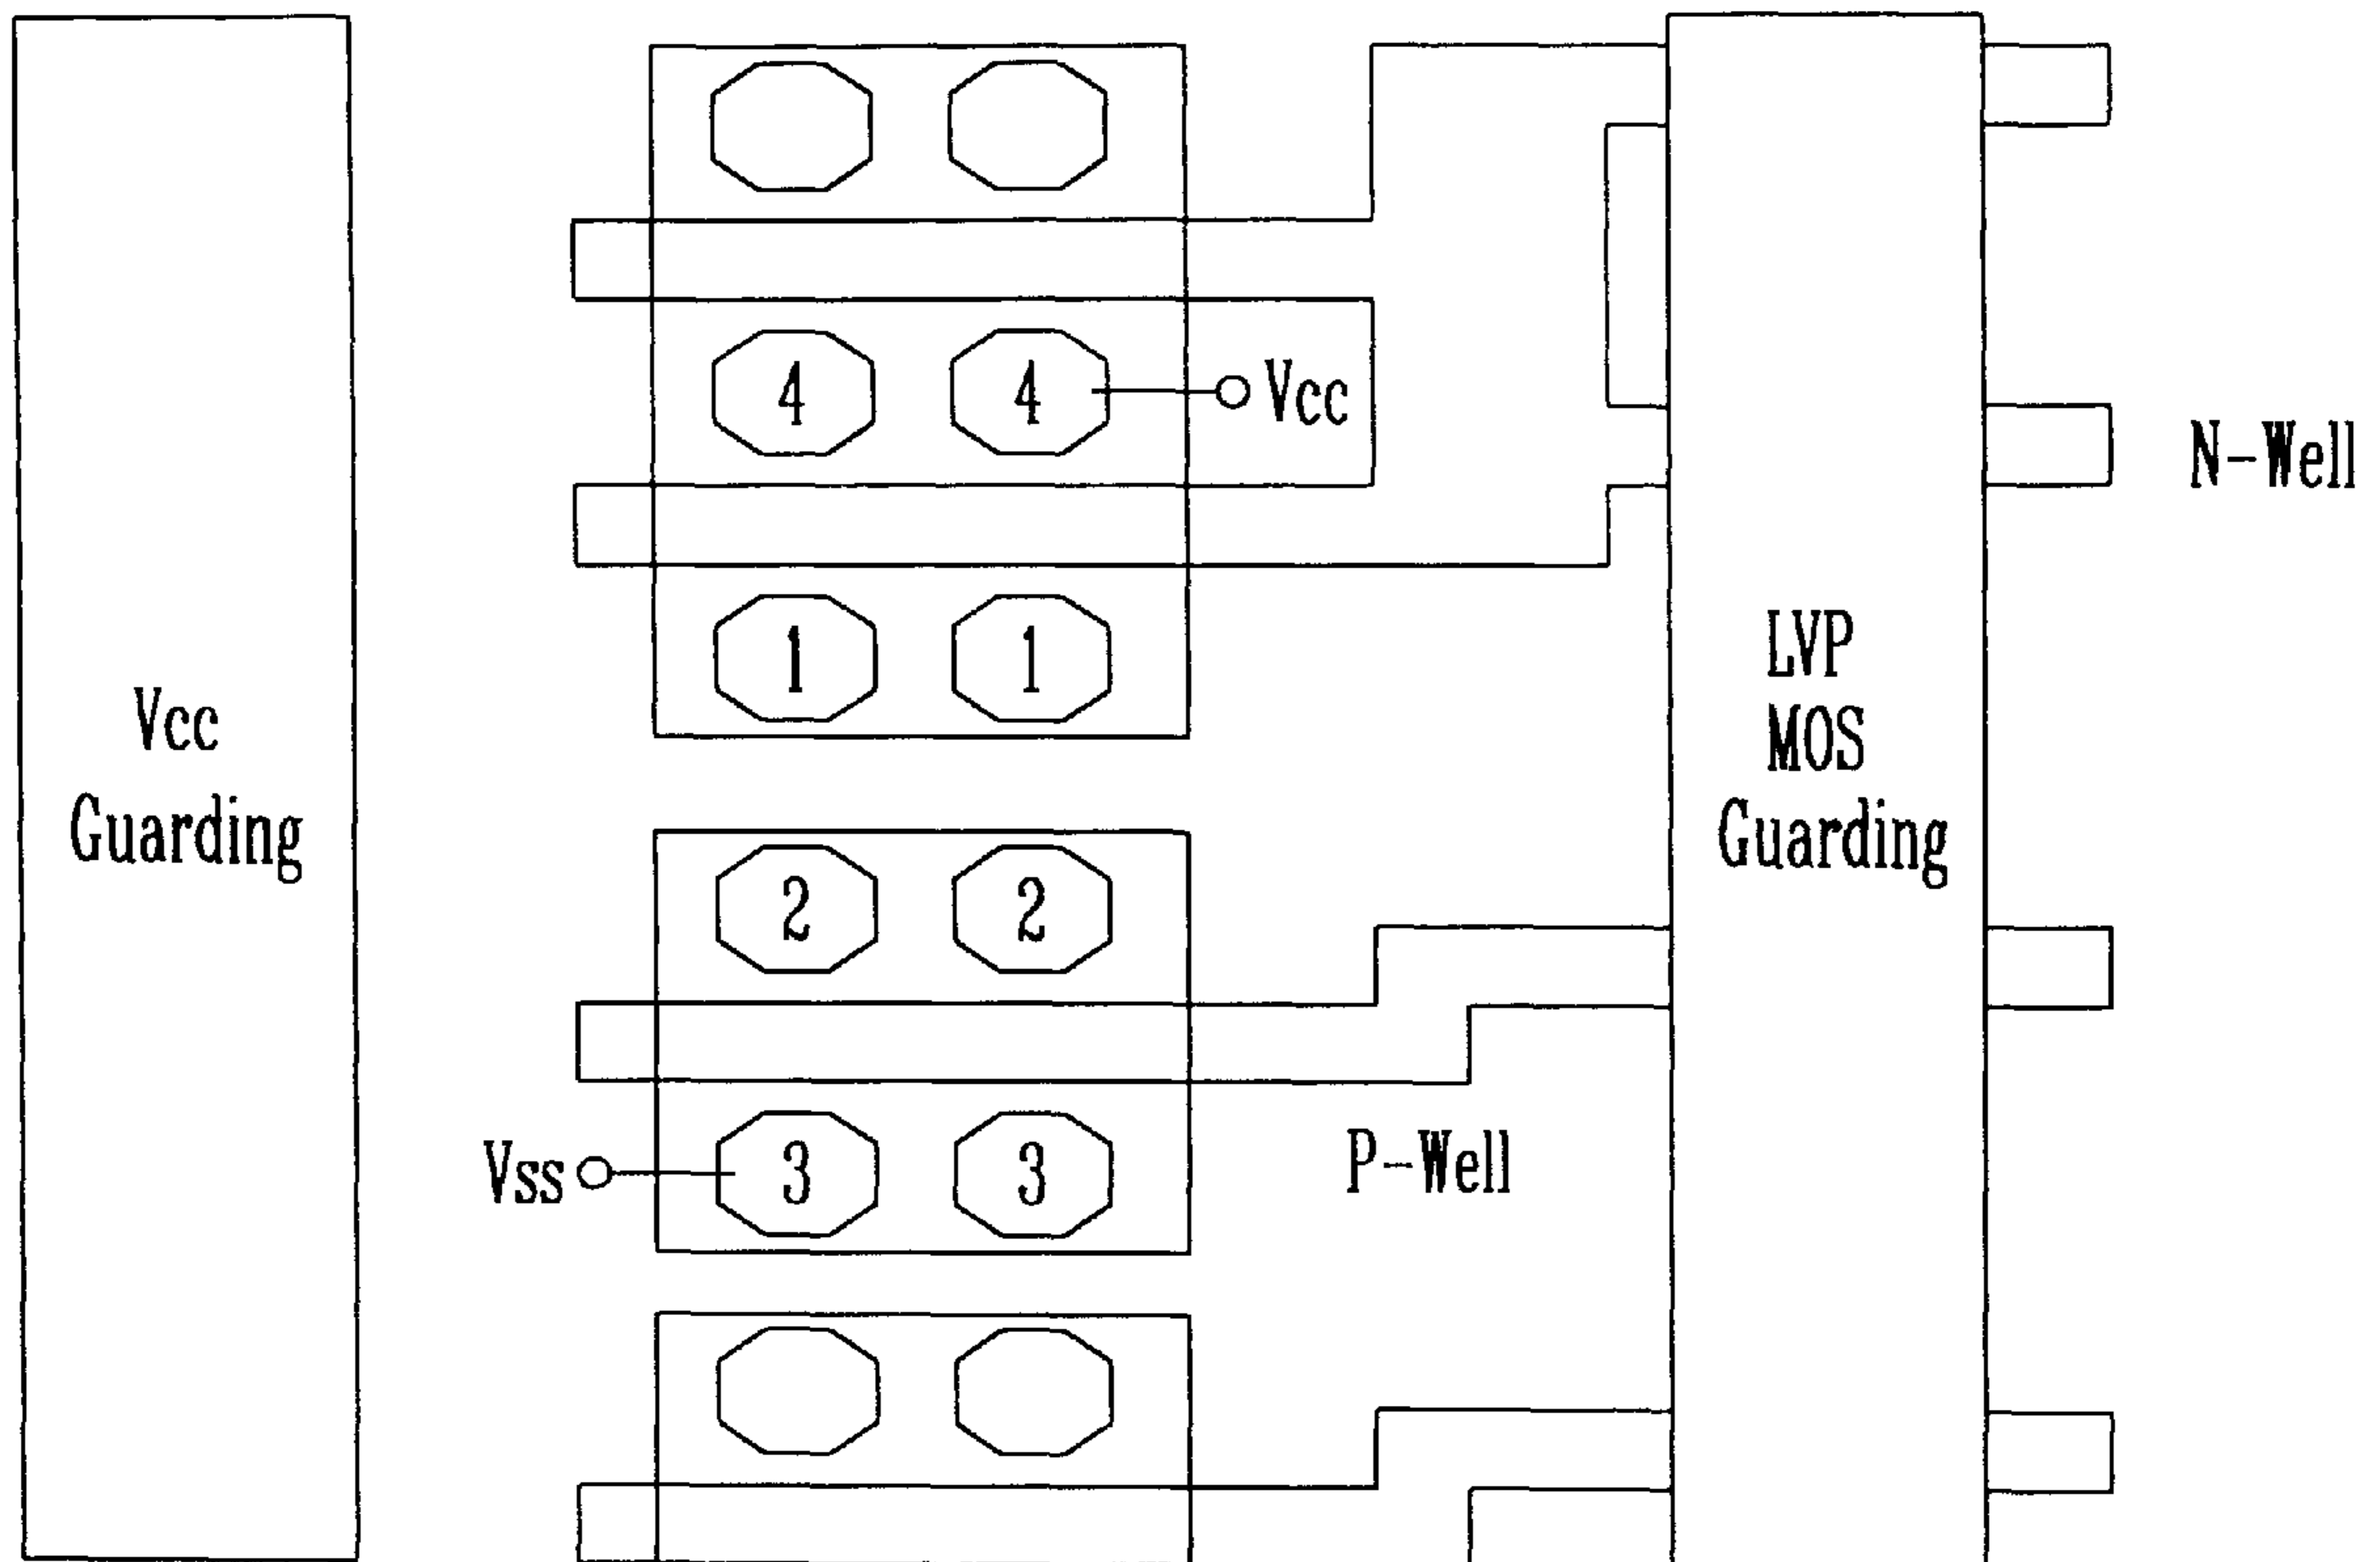 4 4 Vcc
N-Well
1 1
Vcc
Guarding
LVP
MOS
Guarding
2 2
Vss 3 3
P-Well